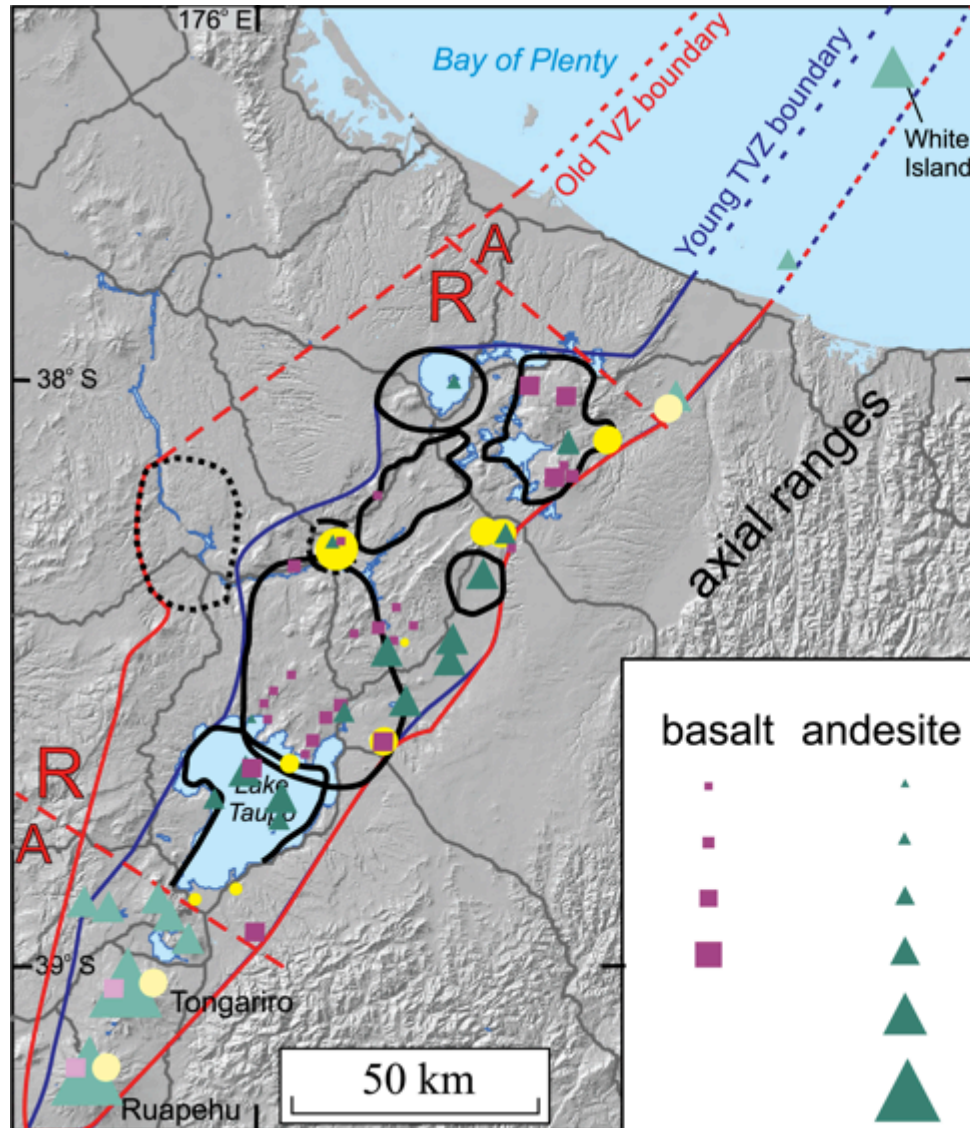 176° E
Bay of Plenty
Old TVZ boundary
Young TVZ boundary
White
Island
A
R
38° S
axial ranges
Lake
Taupo
R
A
39° S
Tongariro
Ruapehu
50 km
basalt andesite